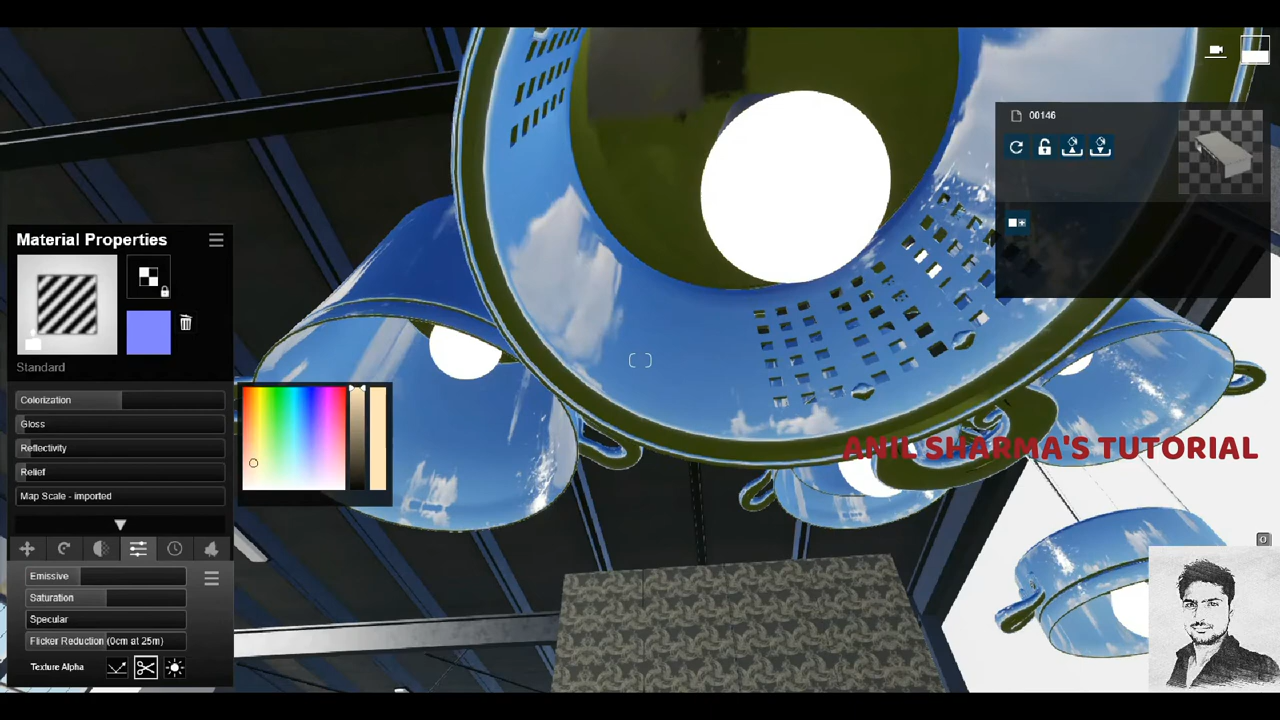 00146
Material Properties
Standard
Colorization
Gloss
Reflectivity
Relief
Map Scale - imported
ANIL SHARMA'S TUTORIAL
Emissive
Saturation
Specular
Flicker Reduction (0cm at 25m)
Texture Alpha